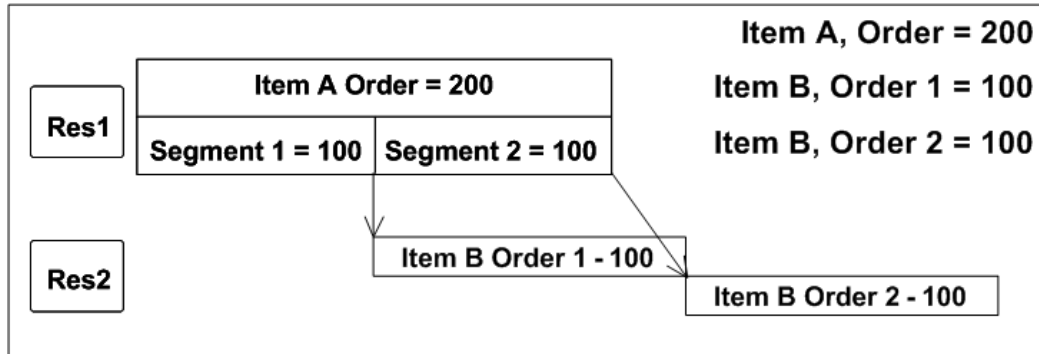 Item A, Order = 200
Item A Order = 200
Item B, Order 1 = 100
Res1
Segment 1 = 100
Segment 2 = 100
Item B, Order 2 = 100
Item B Order 1 - 100
Res2
Item B Order 2 - 100